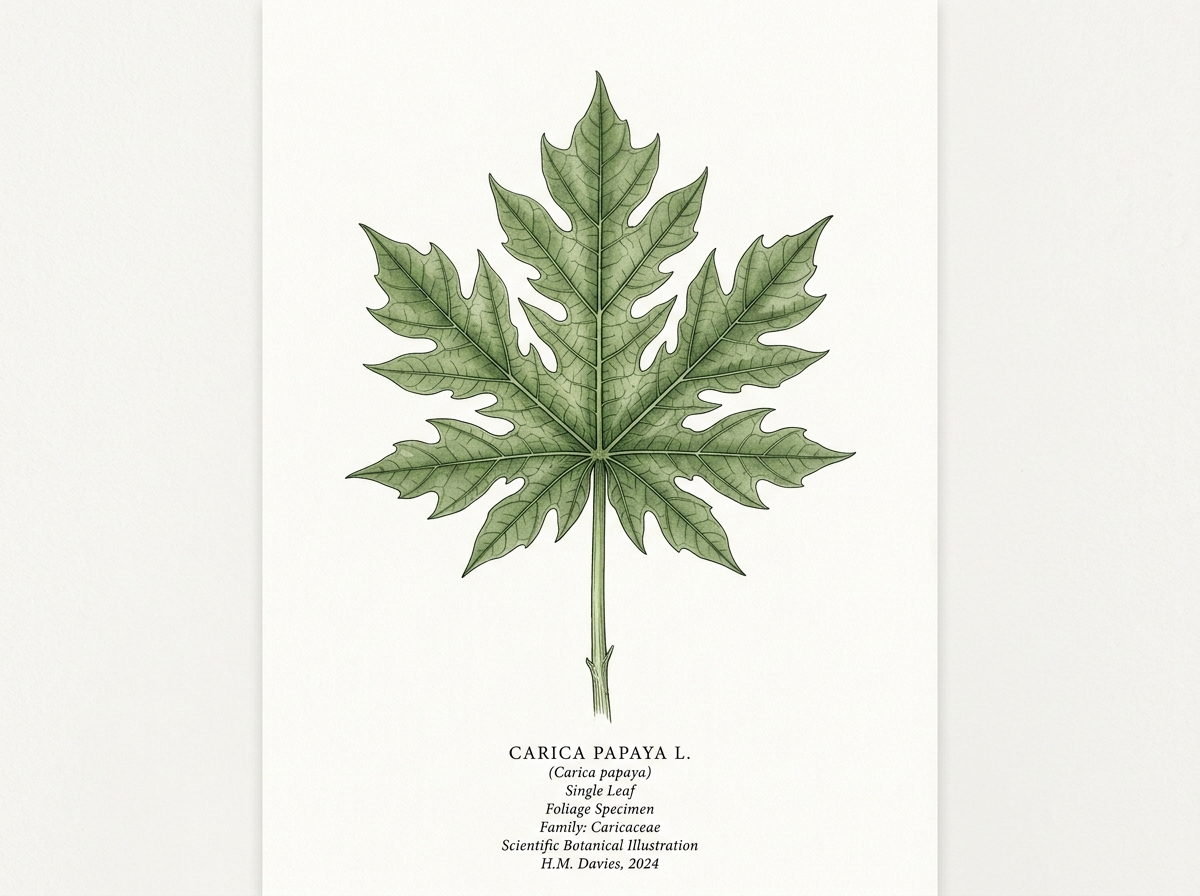 CARICA PAPAYA L.
(Carica papaya)
Single Leaf
Foliage Specimen
Family: Caricaceae
Scientific Botanical Illustration
H.M. Davies, 2024